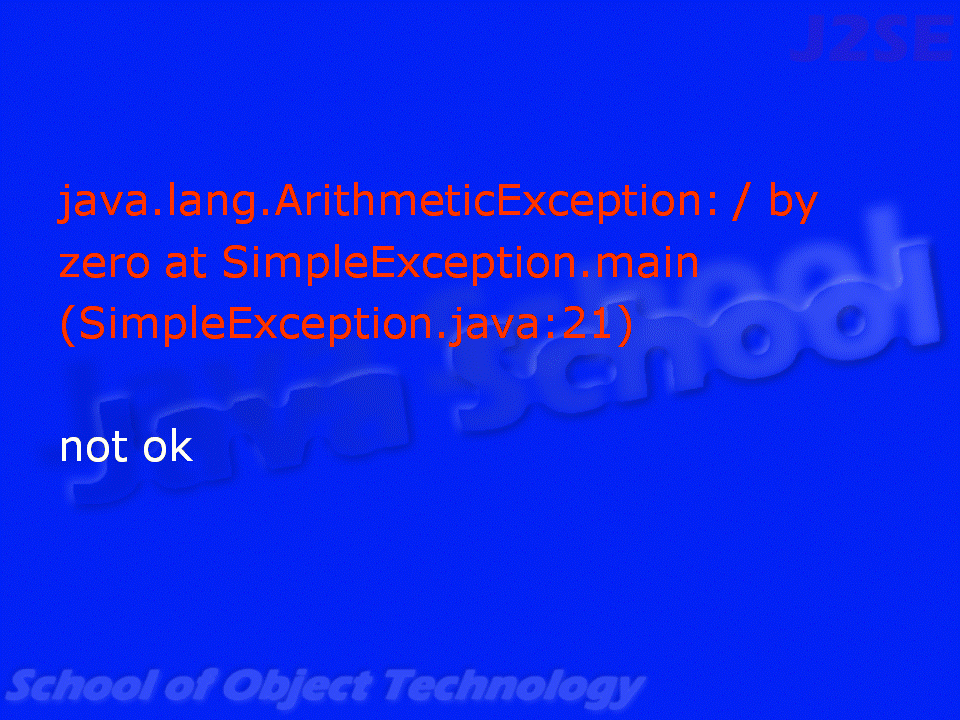 J2SE
java.lang.ArithmeticException: / by
zero at SimpleException.main
(SimpleException.java:21)
Java School
not ok
School of Object Technology